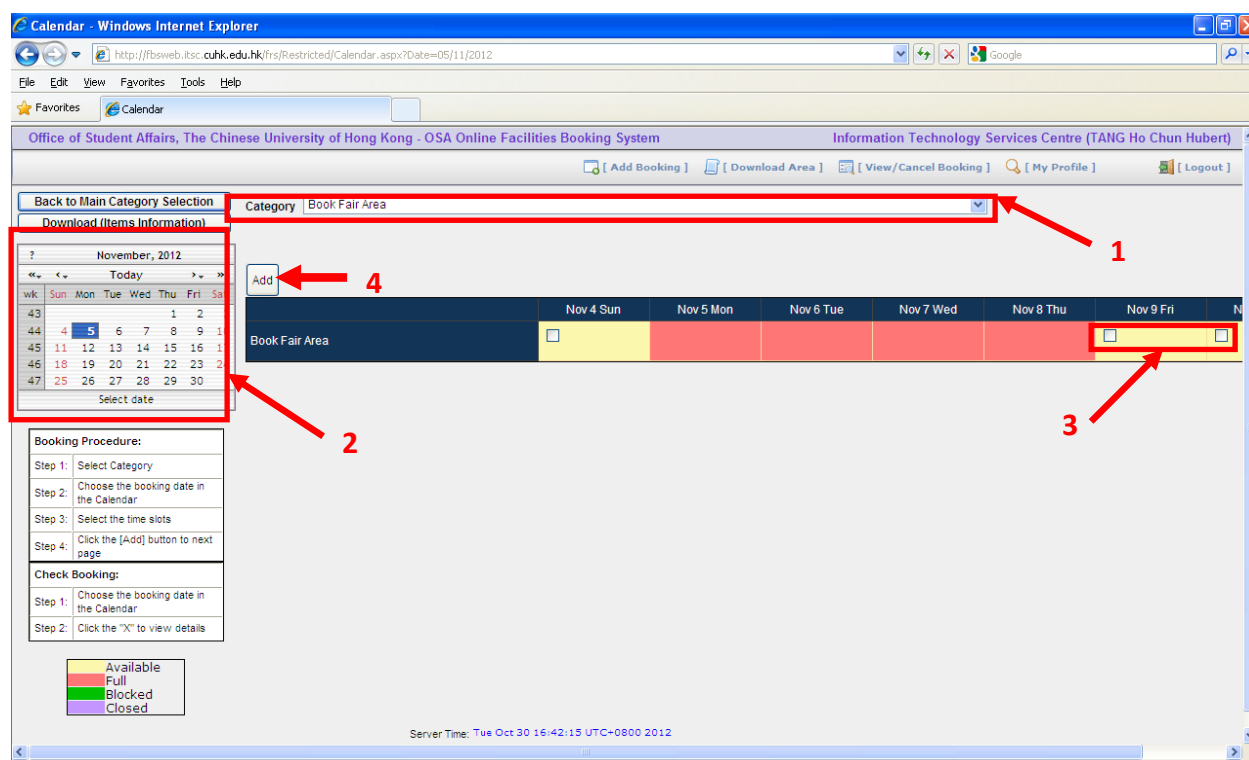 Calendar - Windows Internet Explorer
http://fbsweb.itsc.cuhk.edu.hk/frs/Restricted/Calendar.aspx?Date=05/11/2012
Google
File Edit View Favorites Tools Help
Favorites Calendar
Office of Student Affairs, The Chinese University of Hong Kong - OSA Online Facilities Booking System Information Technology Services Centre (TANG Ho Chun Hubert)
[ Add Booking ] [ Download Area ] [ View/Cancel Booking ] [ My Profile ] [ Logout ]
Back to Main Category Selection
Category Book Fair Area
Download (Items Information)
1
? November, 2012
« ‹ Today › »
wk Sun Mon Tue Wed Thu Fri Sat
43 1 2
44 4 5 6 7 8 9 10
45 11 12 13 14 15 16 1
46 18 19 20 21 22 23 24
47 25 26 27 28 29 30
Select date
Add
4
Nov 4 Sun Nov 5 Mon Nov 6 Tue Nov 7 Wed Nov 8 Thu Nov 9 Fri N
Book Fair Area
2
3
Booking Procedure:
Step 1: Select Category
Step 2: Choose the booking date in
the Calendar
Step 3: Select the time slots
Step 4: Click the [Add] button to next
page
Check Booking:
Step 1: Choose the booking date in
the Calendar
Step 2: Click the "X" to view details
Available
Full
Blocked
Closed
Server Time: Tue Oct 30 16:42:15 UTC+0800 2012